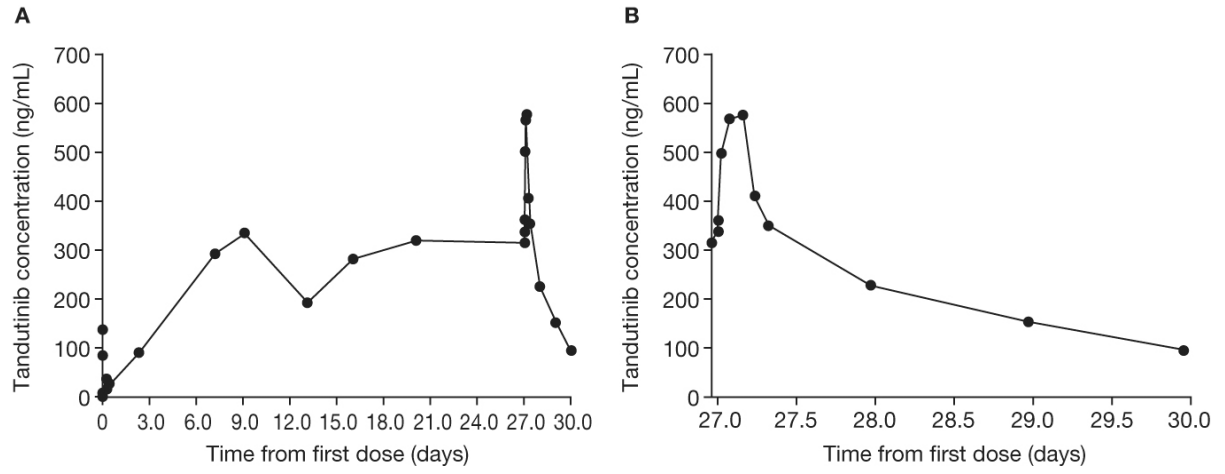 A
700
600
500
400
300
200
100
0
Tandutinib concentration (ng/mL)
0 3.0 6.0 9.0 12.0 15.0 18.0 21.0 24.0 27.0 30.0
Time from first dose (days)
B
700
600
500
400
300
200
100
0
Tandutinib concentration (ng/mL)
27.0 27.5 28.0 28.5 29.0 29.5 30.0
Time from first dose (days)